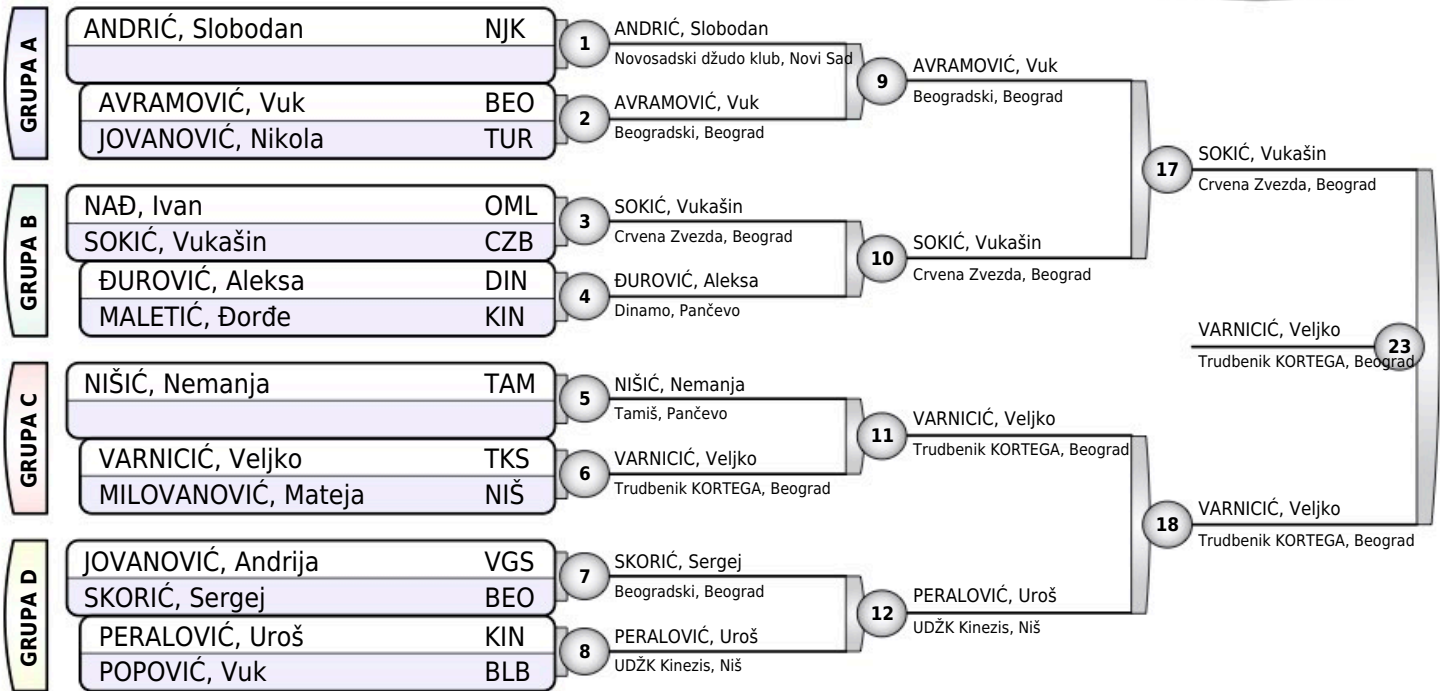 GRUPA A
ANDRIĆ, Slobodan NJK
AVRAMOVIĆ, Vuk BEO
JOVANOVIĆ, Nikola TUR
GRUPA B
NAĐ, Ivan OML
SOKIĆ, Vukašin CZB
ĐUROVIĆ, Aleksa DIN
MALETIĆ, Đorđe KIN
GRUPA C
NIŠIĆ, Nemanja TAM
VARNICIĆ, Veljko TKS
MILOVANOVIĆ, Mateja NIŠ
GRUPA D
JOVANOVIĆ, Andrija VGS
SKORIĆ, Sergej BEO
PERALOVIĆ, Uroš KIN
POPOVIĆ, Vuk BLB
1
ANDRIĆ, Slobodan
Novosadski džudo klub, Novi Sad
2
AVRAMOVIĆ, Vuk
Beogradski, Beograd
3
SOKIĆ, Vukašin
Crvena Zvezda, Beograd
4
ĐUROVIĆ, Aleksa
Dinamo, Pančevo
5
NIŠIĆ, Nemanja
Tamiš, Pančevo
6
VARNICIĆ, Veljko
Trudbenik KORTEGA, Beograd
7
SKORIĆ, Sergej
Beogradski, Beograd
8
PERALOVIĆ, Uroš
UDŽK Kinezis, Niš
9
AVRAMOVIĆ, Vuk
Beogradski, Beograd
10
SOKIĆ, Vukašin
Crvena Zvezda, Beograd
11
VARNICIĆ, Veljko
Trudbenik KORTEGA, Beograd
12
PERALOVIĆ, Uroš
UDŽK Kinezis, Niš
17
SOKIĆ, Vukašin
Crvena Zvezda, Beograd
18
VARNICIĆ, Veljko
Trudbenik KORTEGA, Beograd
VARNICIĆ, Veljko
Trudbenik KORTEGA, Beograd
23